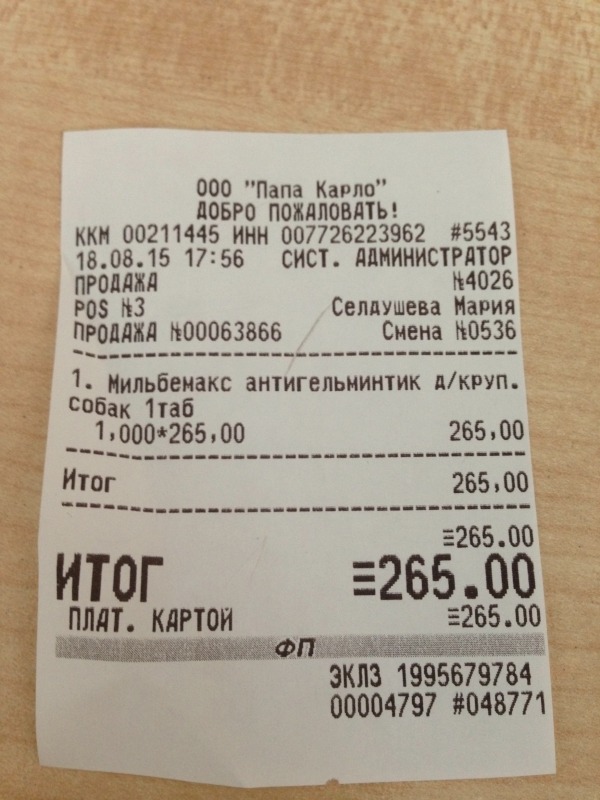 ООО "Папа Карло"
ДОБРО ПОЖАЛОВАТЬ!
ККМ 00211445 ИНН 007726223962 #5543
18.08.15 17:56 СИСТ. АДМИНИСТРАТОР
ПРОДАЖА №4026
POS №3 Селдушева Мария
ПРОДАЖА №00063866 Смена №0536
1. Мильбемакс антигельминтик д/круп.
собак 1таб
1,000*265,00 265,00
Итог 265,00
≡265.00
ИТОГ ≡265.00
ПЛАТ. КАРТОЙ ≡265.00
ФП
ЭКЛЗ 1995679784
00004797 #048771